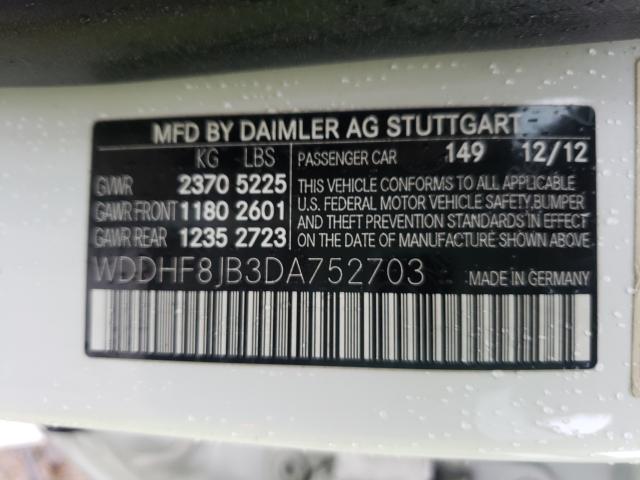 MFD BY DAIMLER AG STUTTGART
KG LBS
GVWR 2370 5225
GAWR FRONT 1180 2601
GAWR REAR 1235 2723
PASSENGER CAR 149 12/12
THIS VEHICLE CONFORMS TO ALL APPLICABLE
U.S. FEDERAL MOTOR VEHICLE SAFETY, BUMPER
AND THEFT PREVENTION STANDARDS IN EFFECT
ON THE DATE OF MANUFACTURE SHOWN ABOVE.
WDDHF8JB3DA752703 MADE IN GERMANY